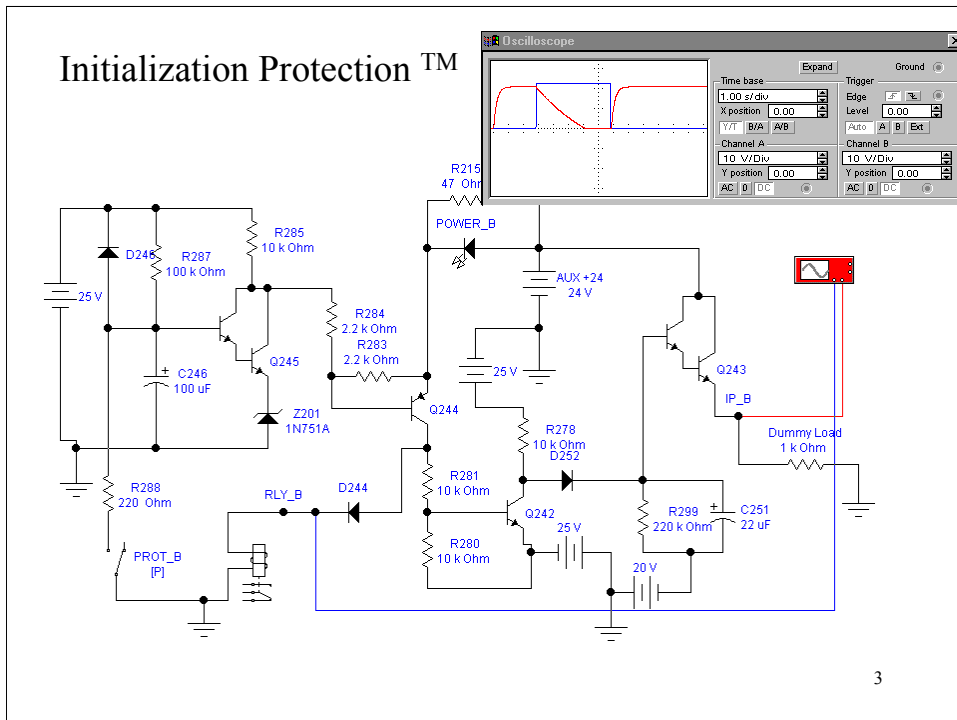 Initialization Protection TM
Oscilloscope
Expand
Ground
Time base
1.00 s/div
X position 0.00
Y/T B/A A/B
Trigger
Edge
Level 0.00
Auto A B Ext
Channel A
10 V/Div
Y position 0.00
AC 0 DC
Channel B
10 V/Div
Y position 0.00
AC 0 DC
R215
47 Ohm
POWER_B
R285
10 k Ohm
D246
R287
100 k Ohm
25 V
AUX +24
24 V
R284
2.2 k Ohm
R283
2.2 k Ohm
Q245
C246
100 uF
25 V
Q243
Q244
IP_B
Z201
1N751A
R278
10 k Ohm
Dummy Load
1 k Ohm
D252
R281
10 k Ohm
R288
220 Ohm
RLY_B
D244
Q242
R299
220 k Ohm
C251
22 uF
25 V
R280
10 k Ohm
PROT_B
[P]
20 V
3